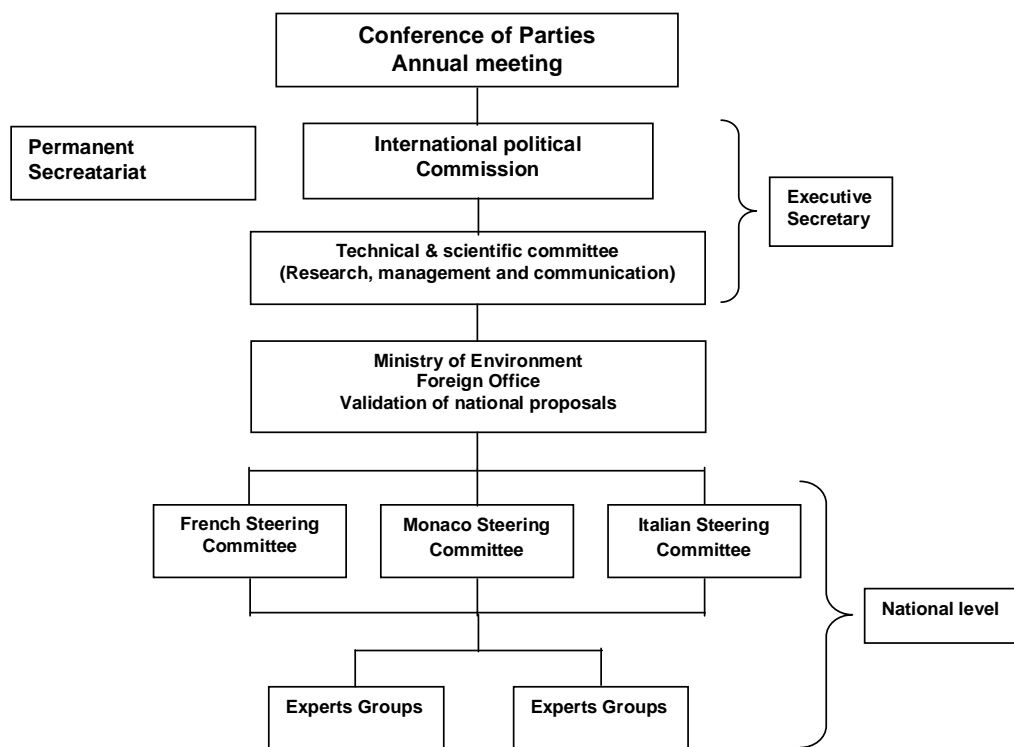 Conference of Parties
Annual meeting
Permanent
Secreatariat
International political
Commission
Executive
Secretary
Technical & scientific committee
(Research, management and communication)
Ministry of Environment
Foreign Office
Validation of national proposals
French Steering
Committee
Monaco Steering
Committee
Italian Steering
Committee
National level
Experts Groups
Experts Groups